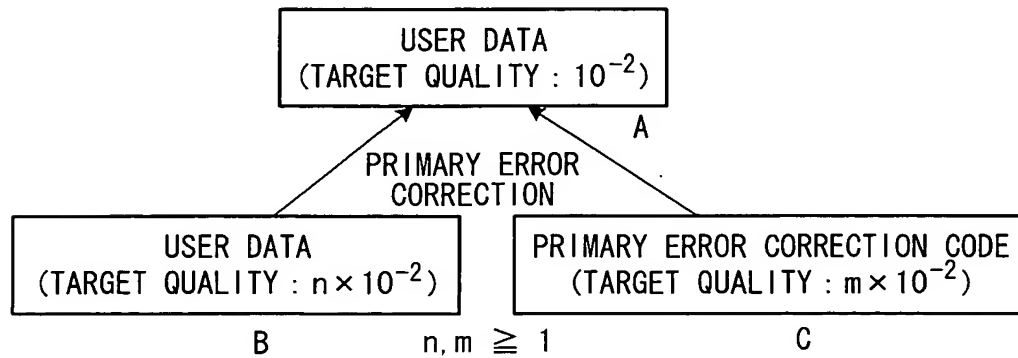 USER DATA
(TARGET QUALITY : 10⁻²)
A
PRIMARY ERROR
CORRECTION
USER DATA
(TARGET QUALITY : n×10⁻²)
PRIMARY ERROR CORRECTION CODE
(TARGET QUALITY : m×10⁻²)
B
n, m ≧ 1
C